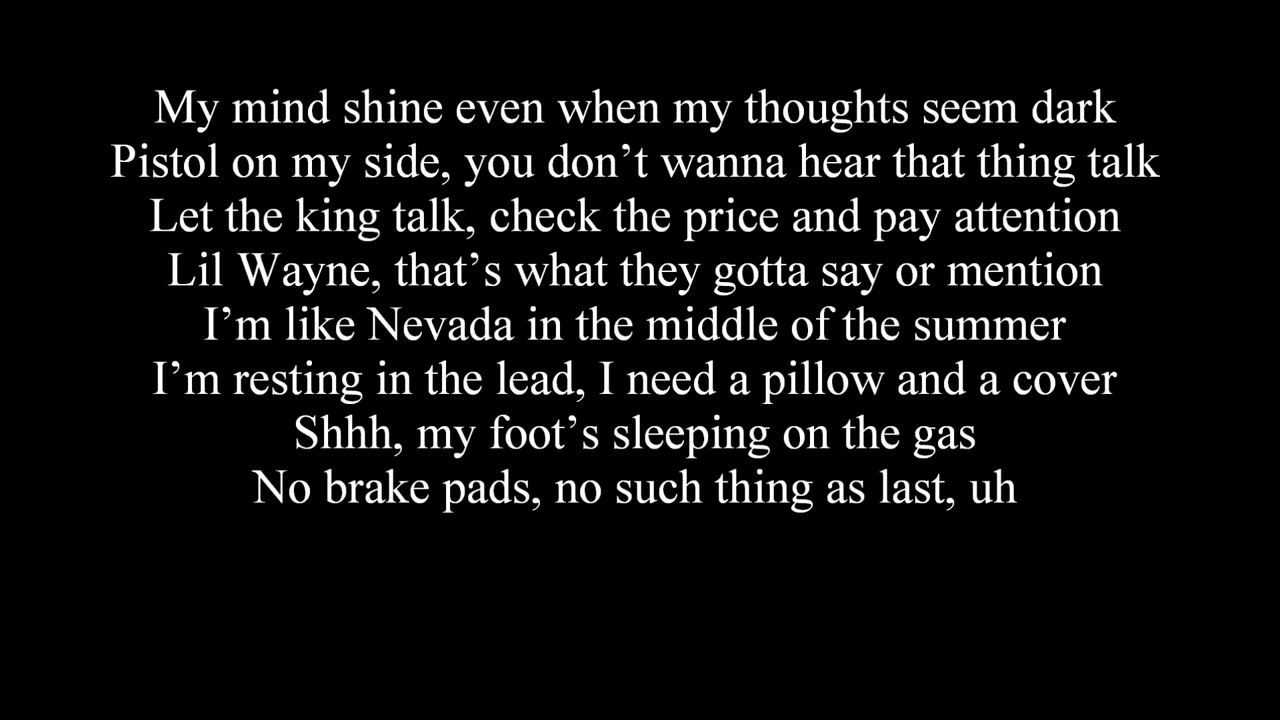 My mind shine even when my thoughts seem dark
Pistol on my side, you don’t wanna hear that thing talk
Let the king talk, check the price and pay attention
Lil Wayne, that’s what they gotta say or mention
I’m like Nevada in the middle of the summer
I’m resting in the lead, I need a pillow and a cover
Shhh, my foot’s sleeping on the gas
No brake pads, no such thing as last, uh